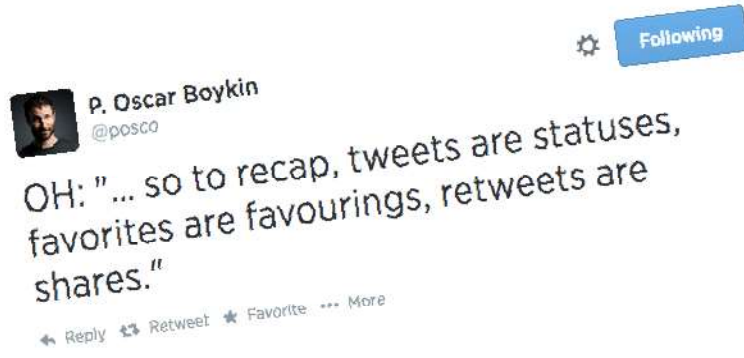 Following
P. Oscar Boykin
@posco
OH: "... so to recap, tweets are statuses,
favorites are favourings, retweets are
shares."
Reply Retweet Favorite ••• More